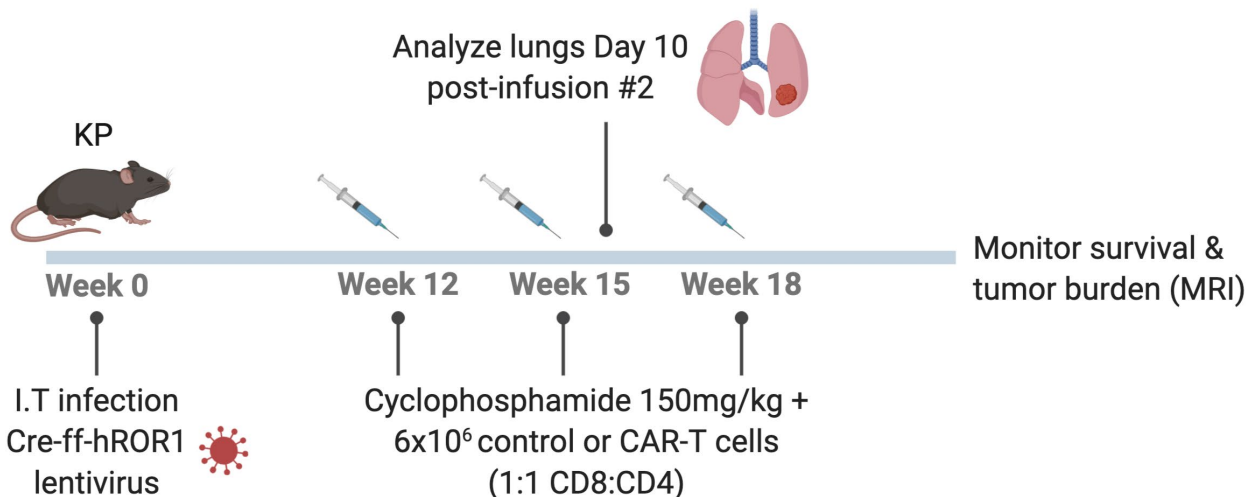 Analyze lungs Day 10
post-infusion #2
KP
Week 0
Week 12
Week 15
Week 18
Monitor survival &
tumor burden (MRI)
I.T infection
Cre-ff-hROR1
lentivirus
Cyclophosphamide 150mg/kg +
6x10⁶ control or CAR-T cells
(1:1 CD8:CD4)